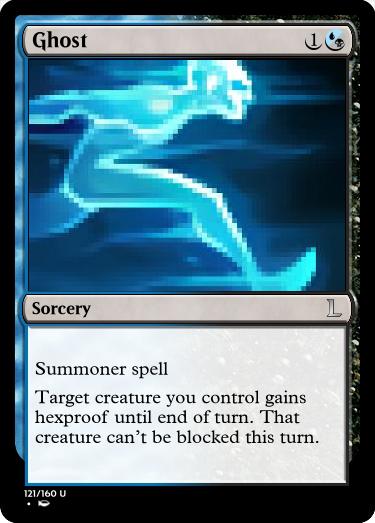 Ghost 1
Sorcery L
Summoner spell
Target creature you control gains
hexproof until end of turn. That
creature can't be blocked this turn.
121/160 U